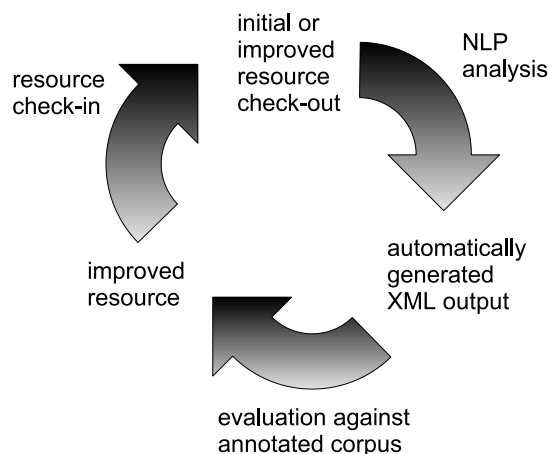 initial or
improved
resource
check-out
NLP
analysis
automatically
generated
XML output
evaluation against
annotated corpus
improved
resource
resource
check-in